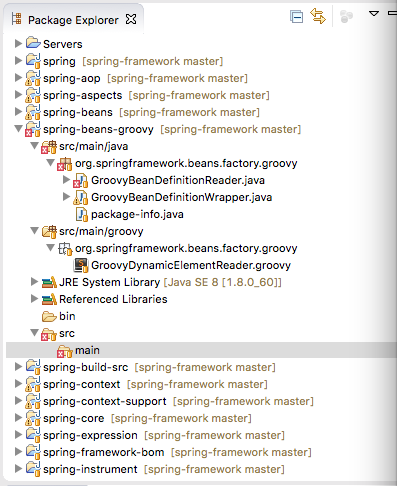 Package Explorer
Servers
spring [spring-framework master]
spring-aop [spring-framework master]
spring-aspects [spring-framework master]
spring-beans [spring-framework master]
spring-beans-groovy [spring-framework master]
src/main/java
org.springframework.beans.factory.groovy
GroovyBeanDefinitionReader.java
GroovyBeanDefinitionWrapper.java
package-info.java
src/main/groovy
org.springframework.beans.factory.groovy
GroovyDynamicElementReader.groovy
JRE System Library [Java SE 8 [1.8.0_60]]
Referenced Libraries
bin
src
main
spring-build-src [spring-framework master]
spring-context [spring-framework master]
spring-context-support [spring-framework master]
spring-core [spring-framework master]
spring-expression [spring-framework master]
spring-framework-bom [spring-framework master]
spring-instrument [spring-framework master]